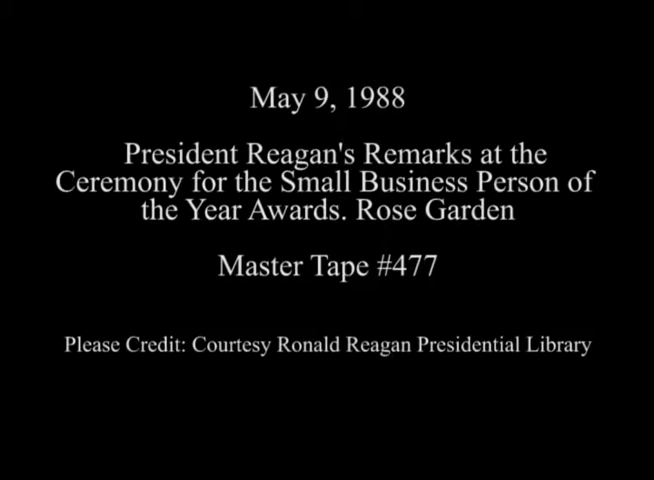 May 9, 1988
President Reagan's Remarks at the
Ceremony for the Small Business Person of
the Year Awards. Rose Garden
Master Tape #477
Please Credit: Courtesy Ronald Reagan Presidential Library